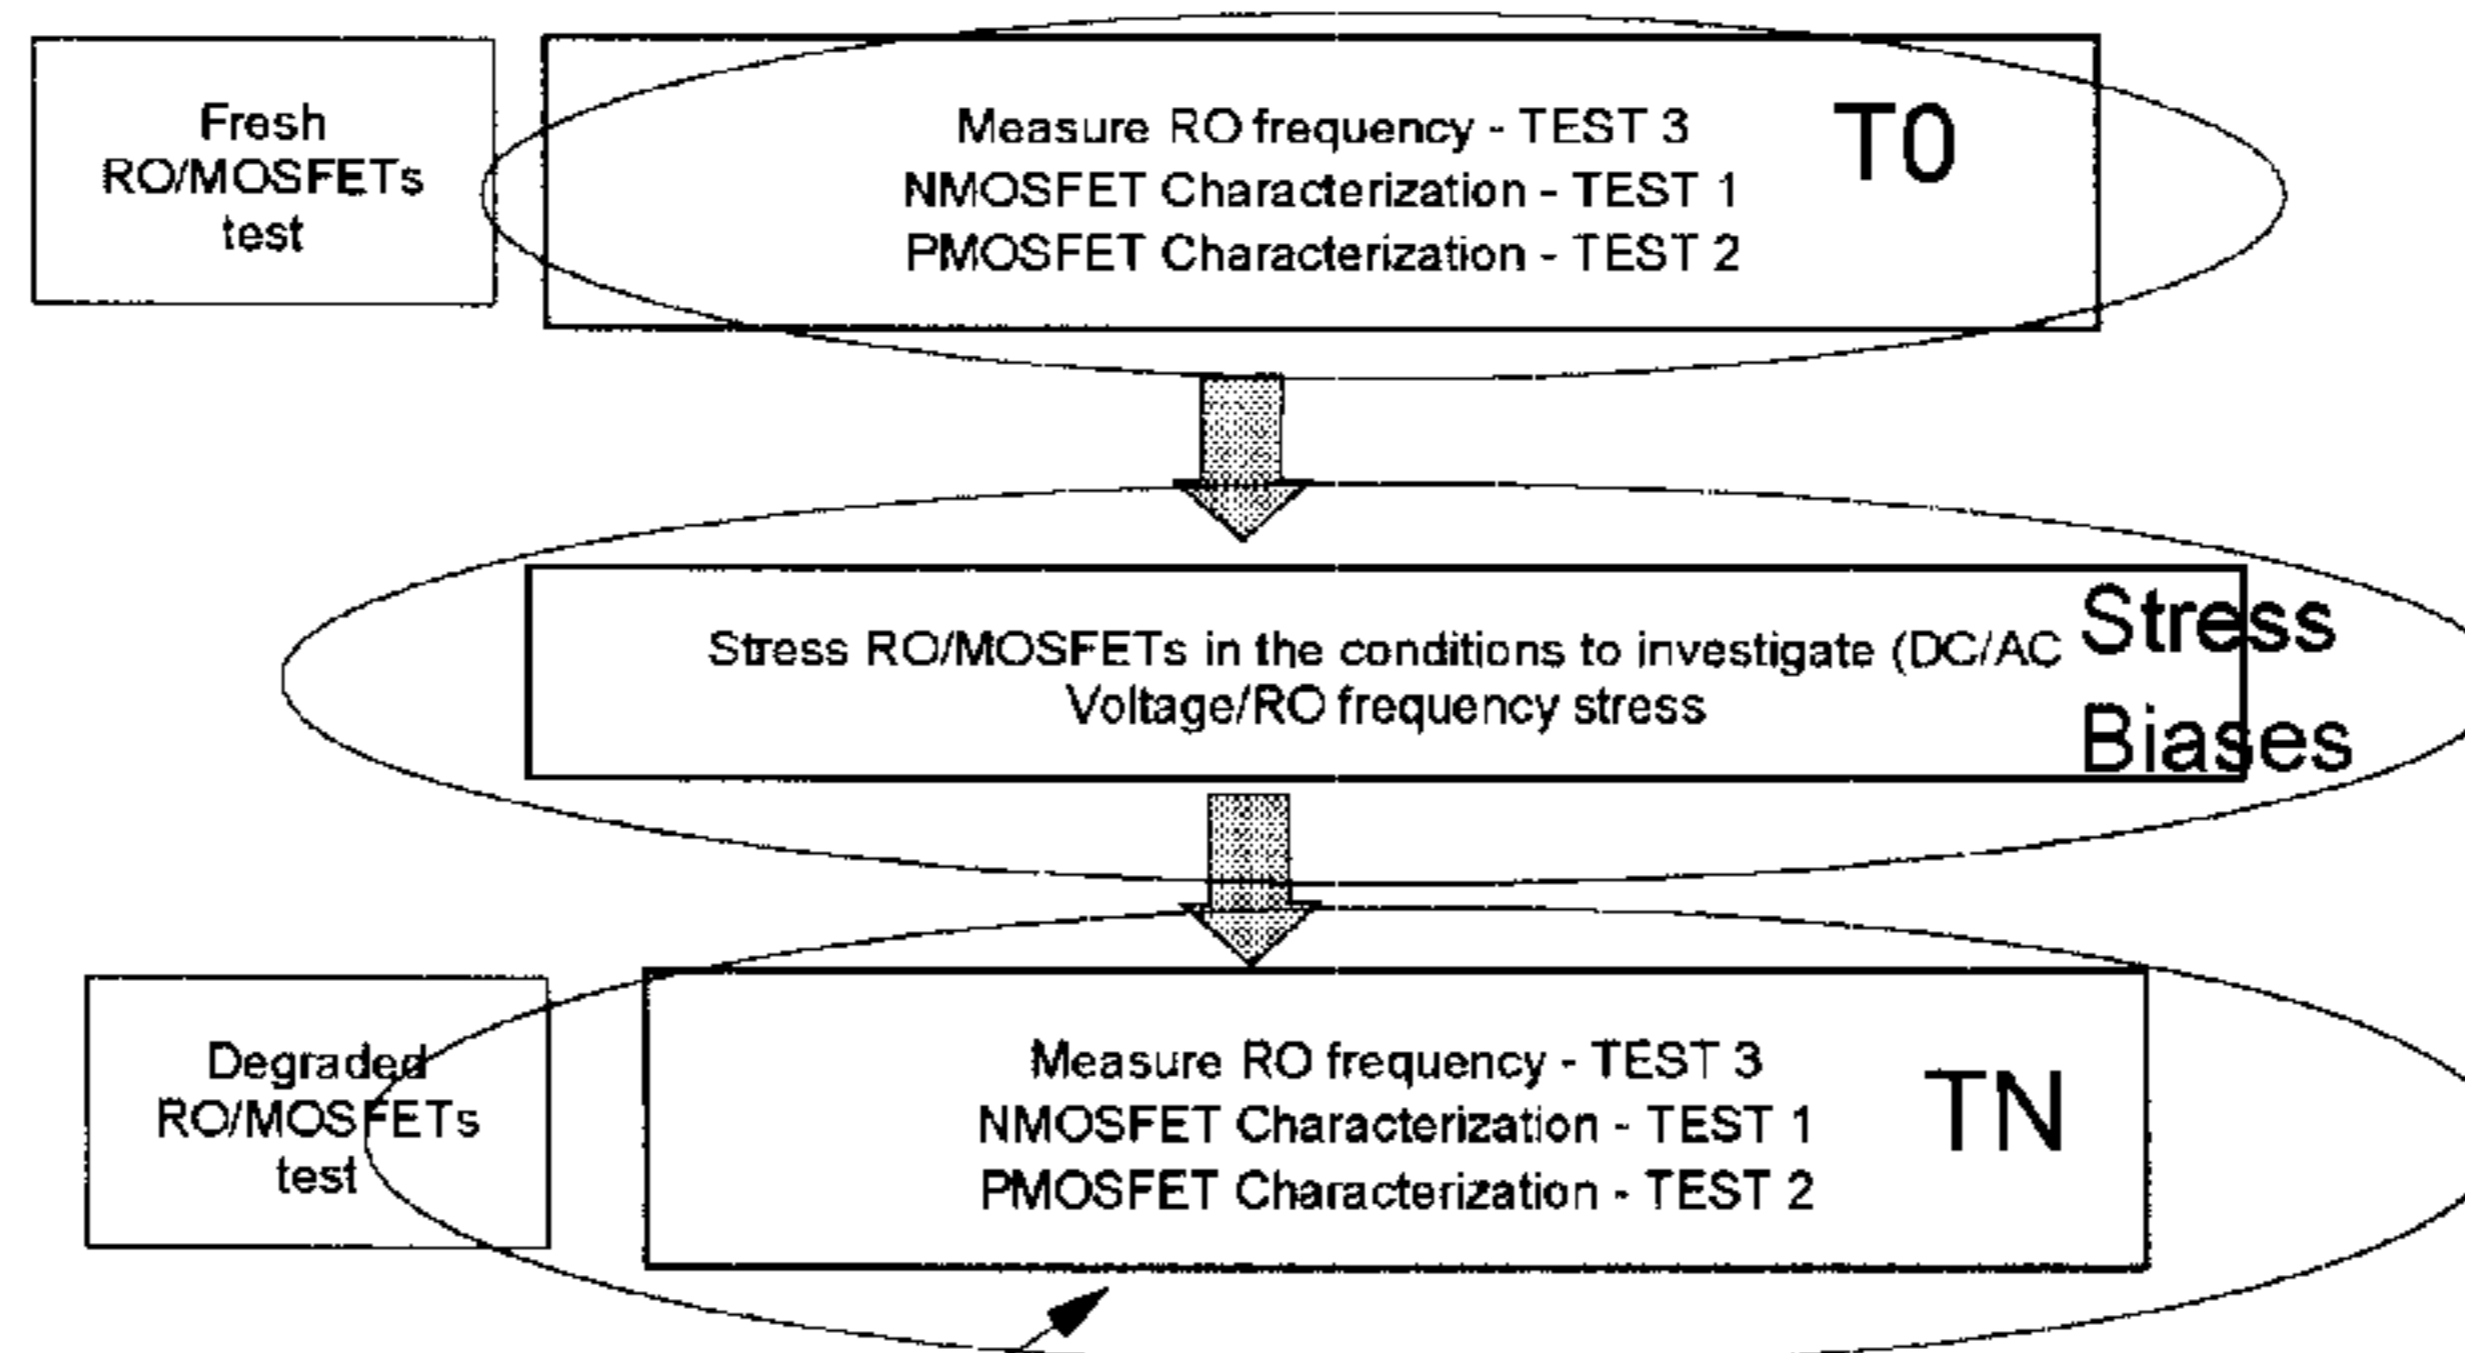 Fresh
RO/MOSFETs
test
Measure RO frequency - TEST 3
NMOSFET Characterization - TEST 1
PMOSFET Characterization - TEST 2
T0
Stress RO/MOSFETs in the conditions to investigate (DC/AC
Voltage/RO frequency stress
Stress
Biases
Degraded
RO/MOSFETs
test
Measure RO frequency - TEST 3
NMOSFET Characterization - TEST 1
PMOSFET Characterization - TEST 2
TN